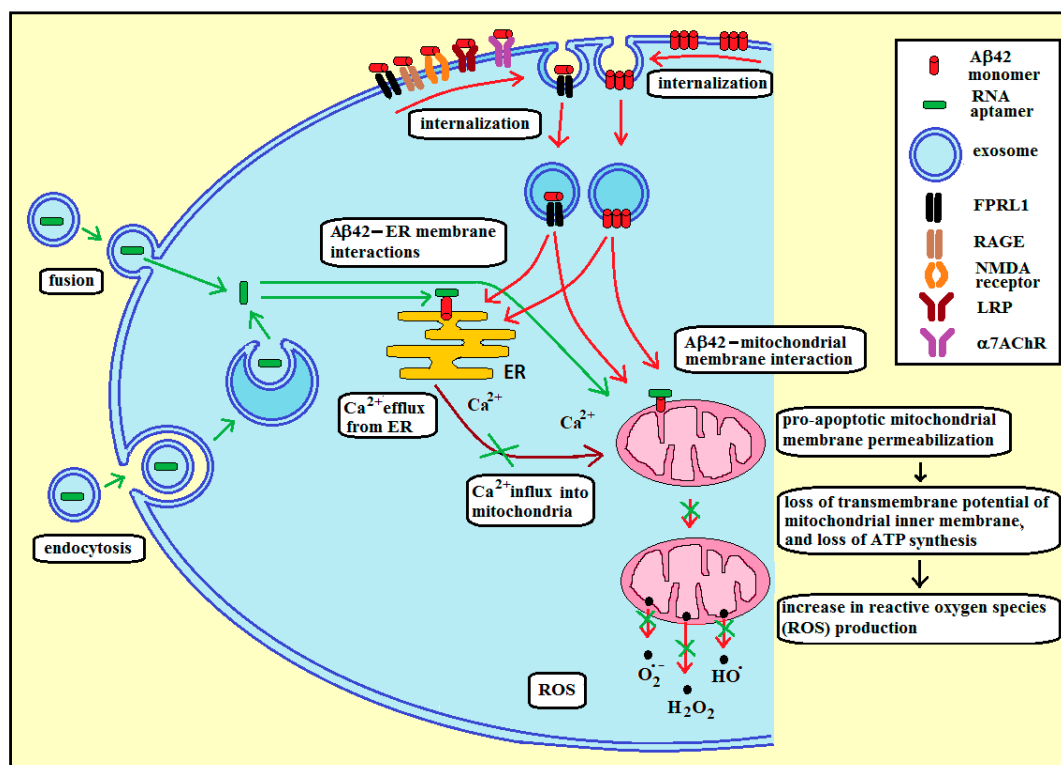 Aβ42
monomer
RNA
aptamer
exosome
FPRL1
RAGE
NMDA
receptor
LRP
α7AChR
internalization
internalization
fusion
Aβ42–ER membrane
interactions
ER
Aβ42–mitochondrial
membrane interaction
Ca²⁺efflux
from ER
Ca²⁺
Ca²⁺
Ca²⁺influx into
mitochondria
endocytosis
pro-apoptotic mitochondrial
membrane permeabilization
loss of transmembrane potential of
mitochondrial inner membrane,
and loss of ATP synthesis
increase in reactive oxygen species
(ROS) production
ROS
O₂˙⁻
H₂O₂
HO˙